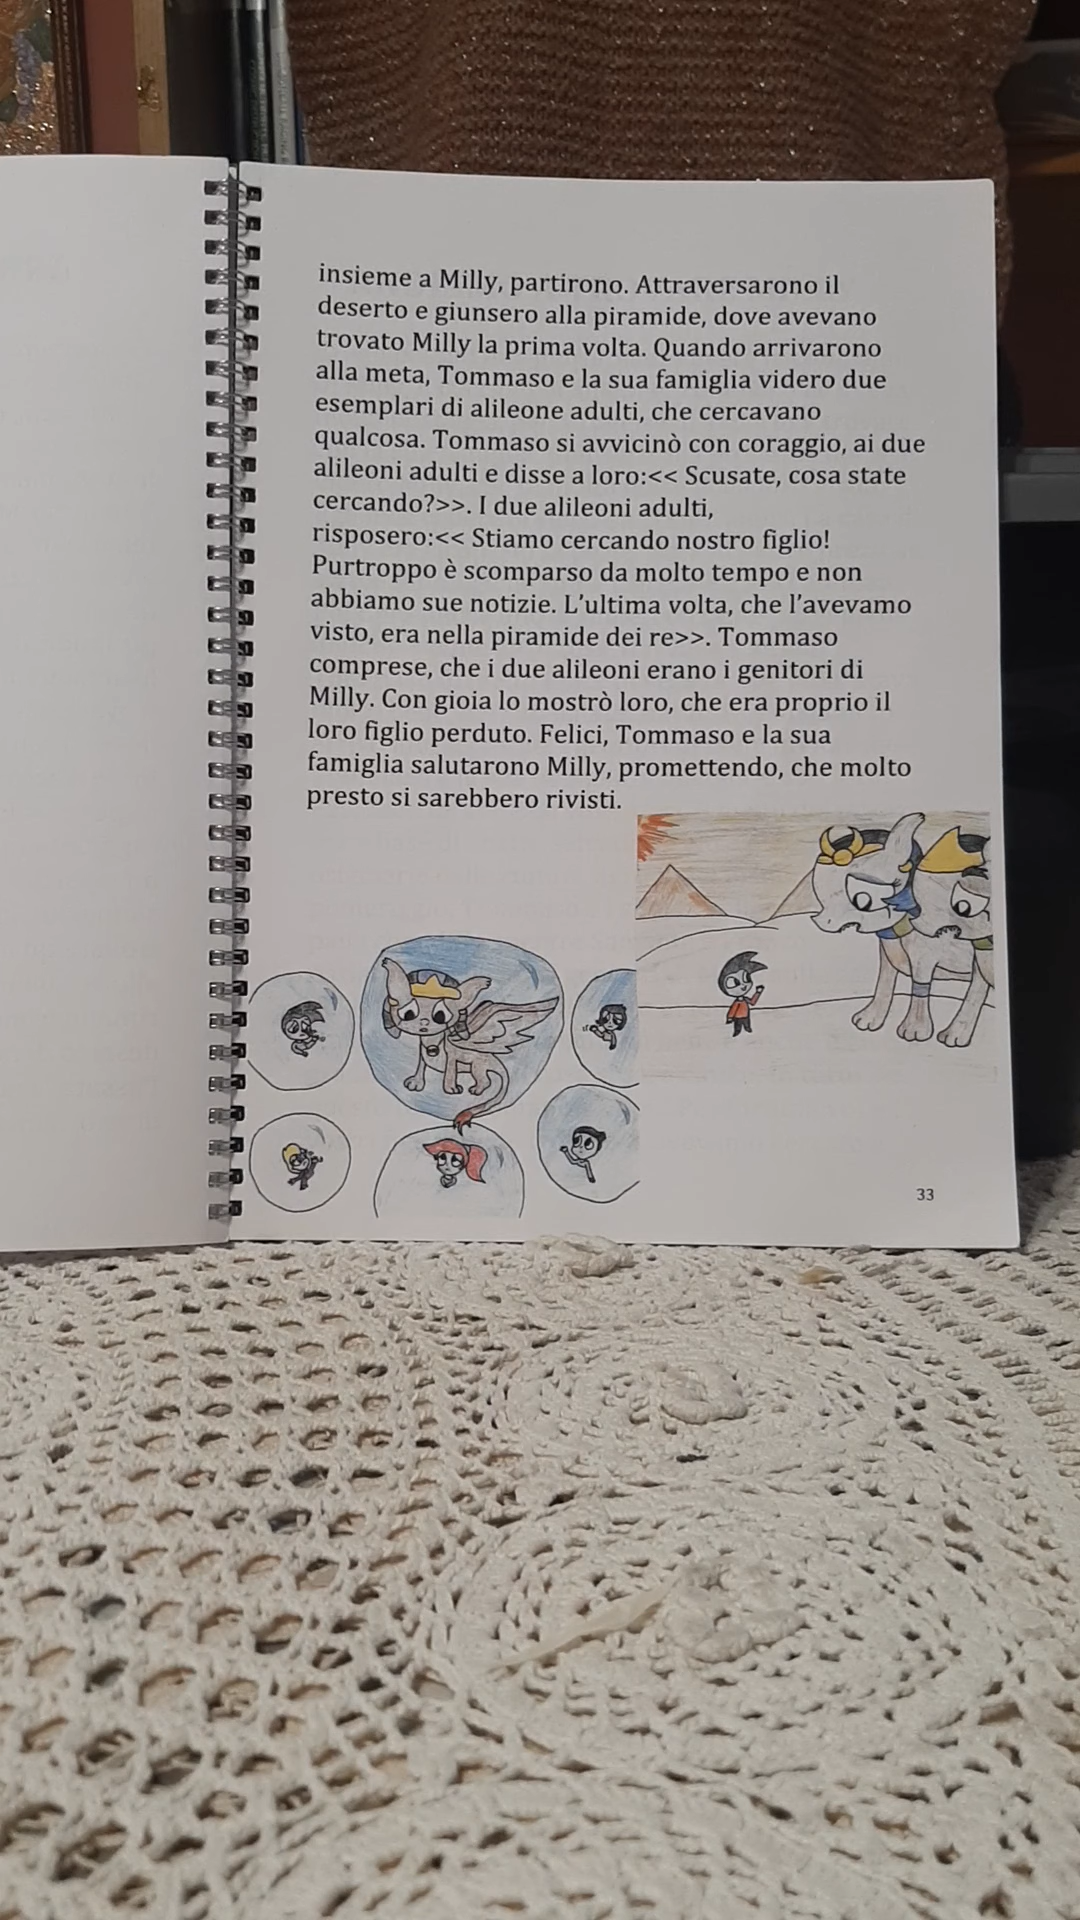 insieme a Milly, partirono. Attraversarono il
deserto e giunsero alla piramide, dove avevano
trovato Milly la prima volta. Quando arrivarono
alla meta, Tommaso e la sua famiglia videro due
esemplari di alileone adulti, che cercavano
qualcosa. Tommaso si avvicinò con coraggio, ai due
alileoni adulti e disse a loro:<< Scusate, cosa state
cercando?>>. I due alileoni adulti,
risposero:<< Stiamo cercando nostro figlio!
Purtroppo è scomparso da molto tempo e non
abbiamo sue notizie. L'ultima volta, che l'avevamo
visto, era nella piramide dei re>>. Tommaso
comprese, che i due alileoni erano i genitori di
Milly. Con gioia lo mostrò loro, che era proprio il
loro figlio perduto. Felici, Tommaso e la sua
famiglia salutarono Milly, promettendo, che molto
presto si sarebbero rivisti.
33